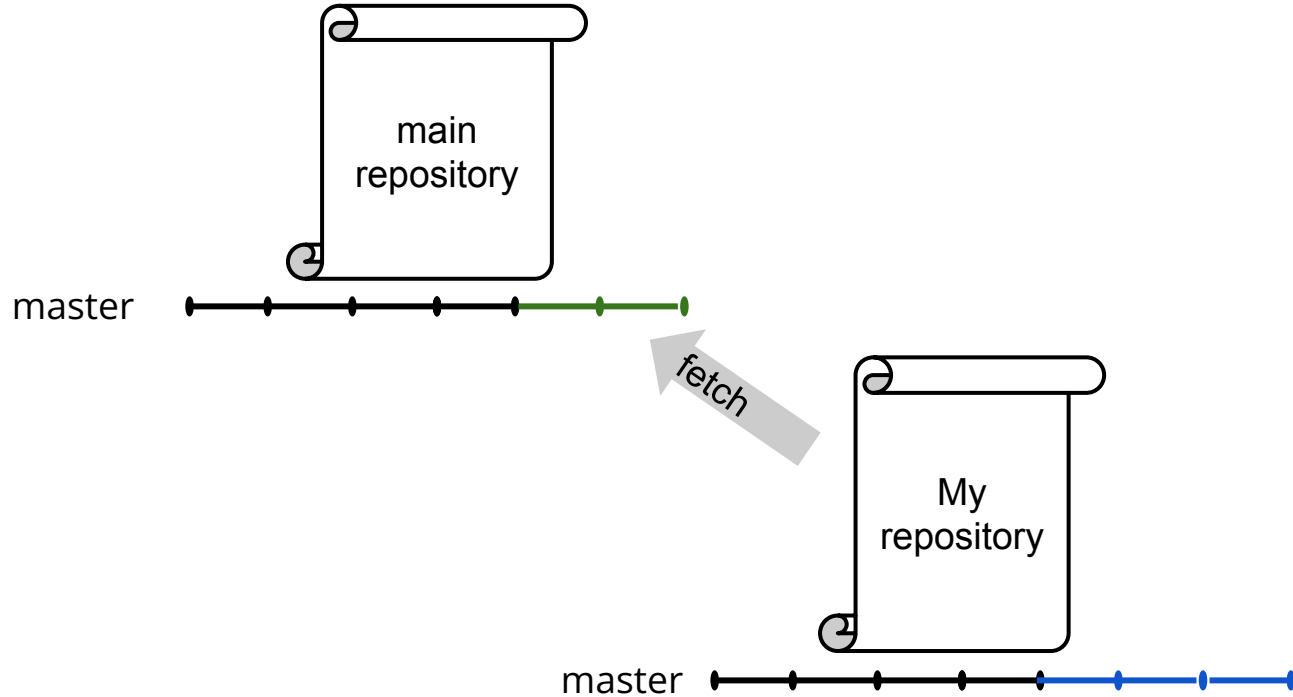 main
repository
master
fetch
My
repository
master